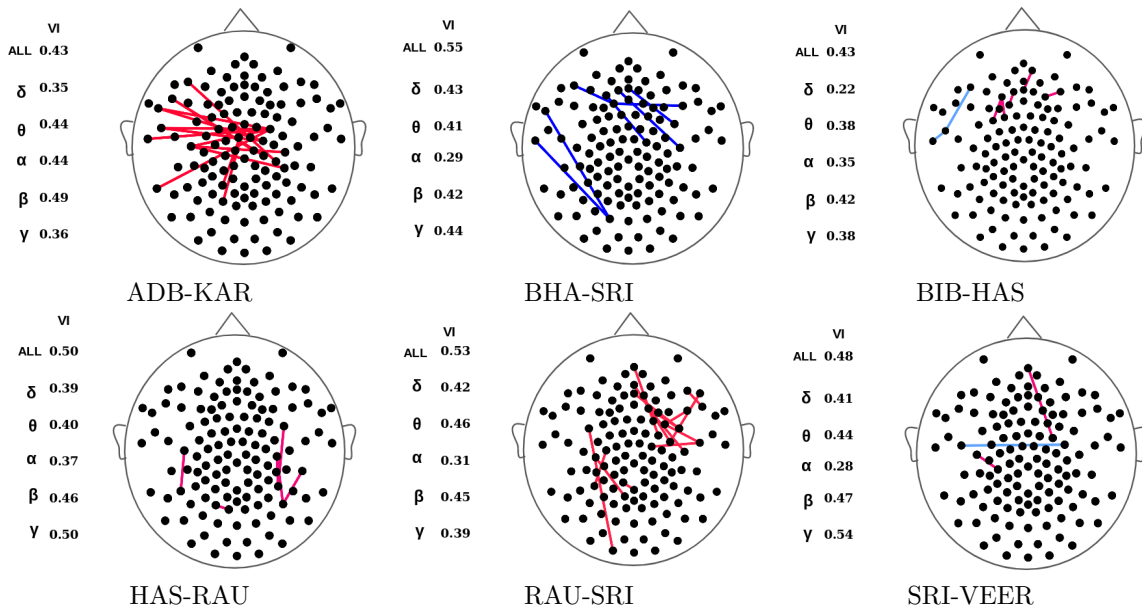 VI
ALL 0.43
δ 0.35
θ 0.44
α 0.44
β 0.49
γ 0.36
ADB-KAR
VI
ALL 0.55
δ 0.43
θ 0.41
α 0.29
β 0.42
γ 0.44
BHA-SRI
VI
ALL 0.43
δ 0.22
θ 0.38
α 0.35
β 0.42
γ 0.38
BIB-HAS
VI
ALL 0.50
δ 0.39
θ 0.40
α 0.37
β 0.46
γ 0.50
HAS-RAU
VI
ALL 0.53
δ 0.42
θ 0.46
α 0.31
β 0.45
γ 0.39
RAU-SRI
VI
ALL 0.48
δ 0.41
θ 0.44
α 0.28
β 0.47
γ 0.54
SRI-VEER